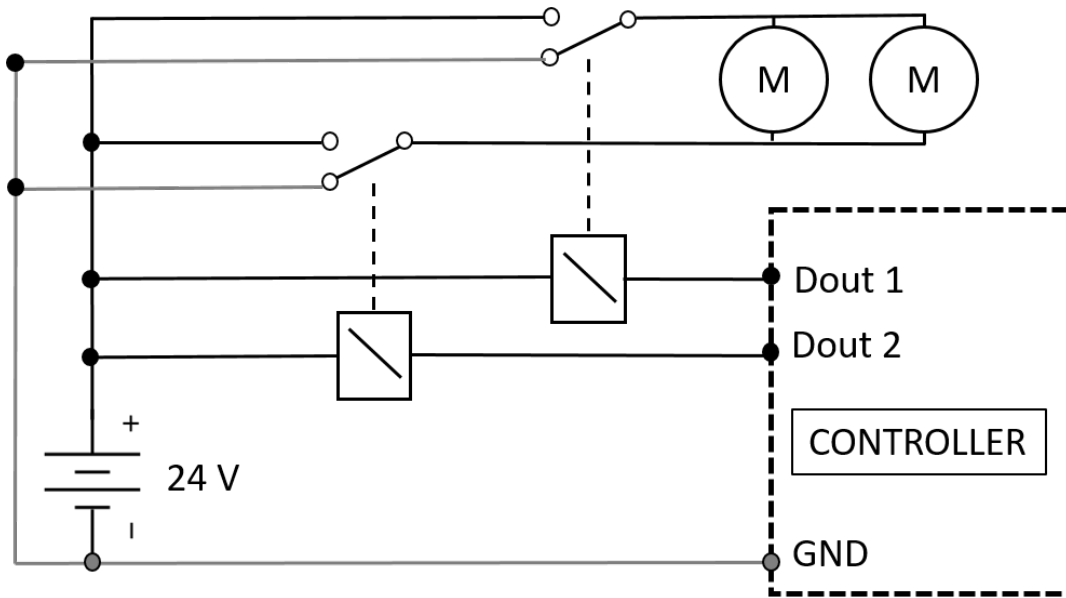 M
M
Dout 1
Dout 2
+
CONTROLLER
24 V
-
GND